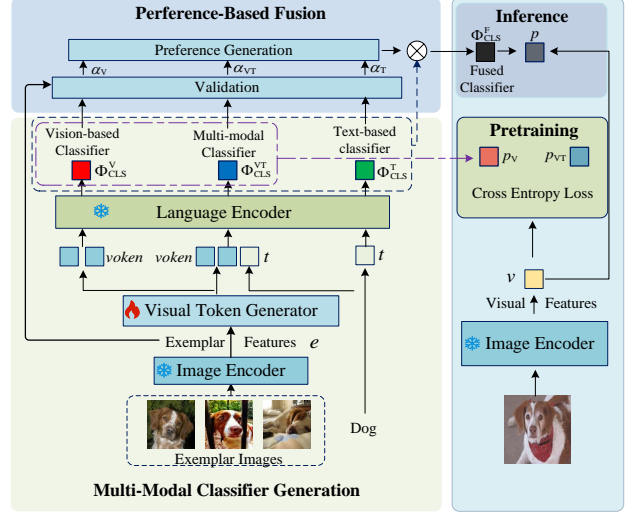 Perference-Based Fusion
Preference Generation
α_V α_VT α_T
Validation
Vision-based
Classifier
Φ^V_CLS
Multi-modal
Classifier
Φ^VT_CLS
Text-based
classifier
Φ^T_CLS
Language Encoder
voken voken t t
Visual Token Generator
Exemplar Features e
Image Encoder
Exemplar Images
Dog
Multi-Modal Classifier Generation
Inference
Φ^F_CLS p
Fused
Classifier
Pretraining
p_V p_VT
Cross Entropy Loss
v
Visual Features
Image Encoder